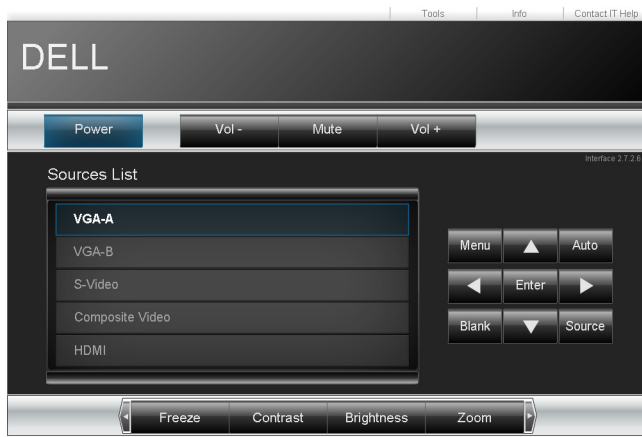 Tools Info Contact IT Help
DELL
Power Vol - Mute Vol +
Interface 2.7.2.6
Sources List
VGA-A
VGA-B
S-Video
Composite Video
HDMI
Menu Auto
Enter
Blank Source
Freeze Contrast Brightness Zoom